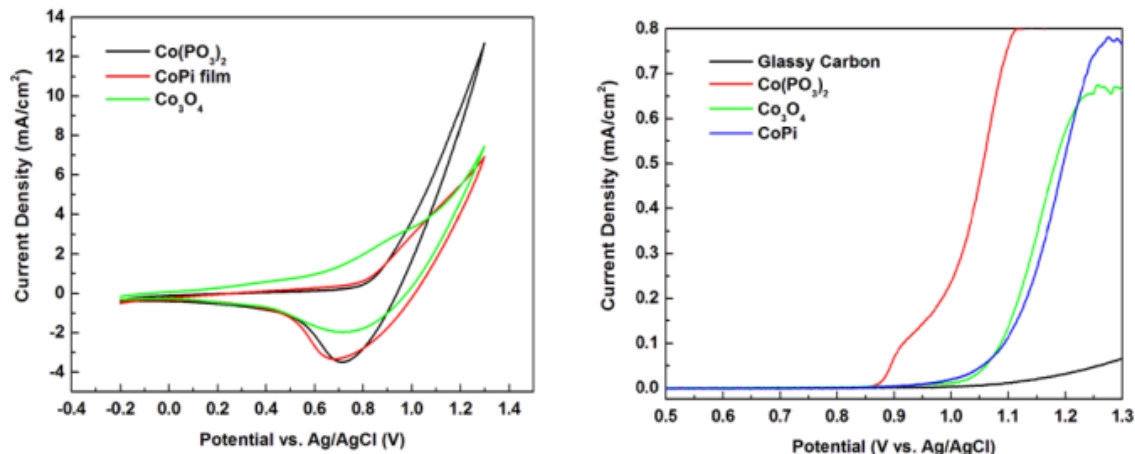 14
12
10
8
6
4
2
0
-2
-4
Current Density (mA/cm²)
Co(PO₃)₂
CoPi film
Co₃O₄
-0.4 -0.2 0.0 0.2 0.4 0.6 0.8 1.0 1.2 1.4
Potential vs. Ag/AgCl (V)
0.8
0.7
0.6
0.5
0.4
0.3
0.2
0.1
0.0
Current Density (mA/cm²)
Glassy Carbon
Co(PO₃)₂
Co₃O₄
CoPi
0.5 0.6 0.7 0.8 0.9 1.0 1.1 1.2 1.3
Potential (V vs. Ag/AgCl)